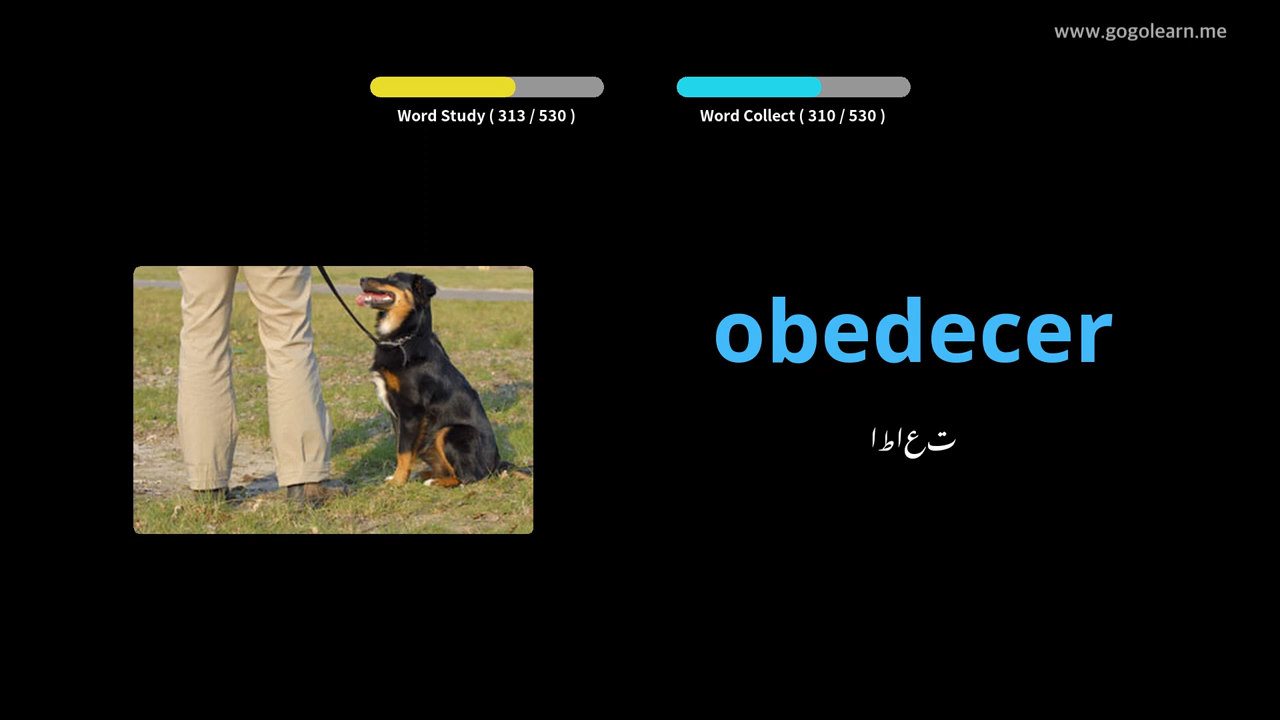 www.gogolearn.me
Word Study ( 313 / 530 )
Word Collect ( 310 / 530 )
obedecer
اطاعت